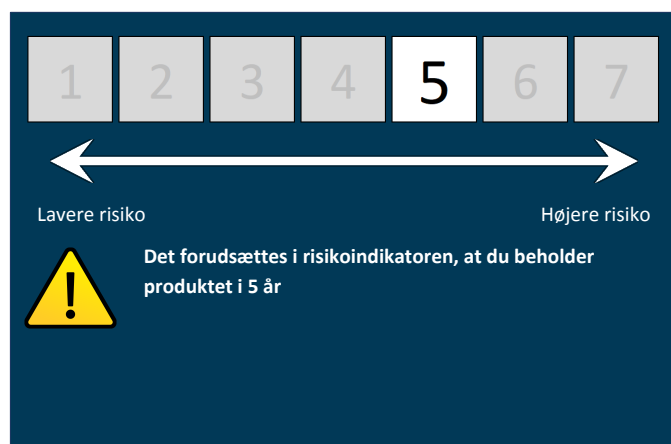 1 2 3 4 5 6 7
Lavere risiko Højere risiko
Det forudsættes i risikoindikatoren, at du beholder
produktet i 5 år